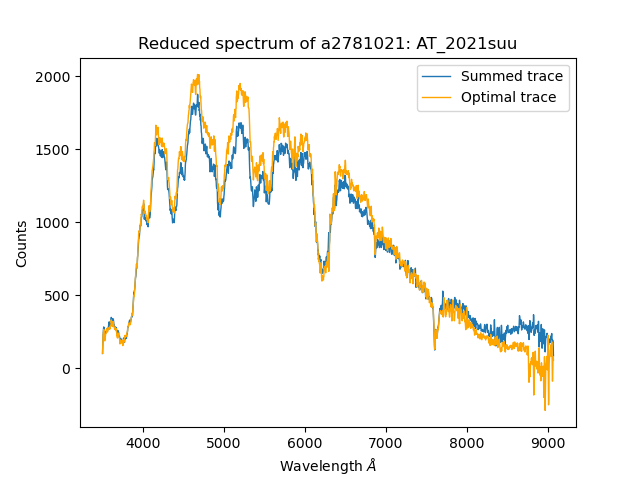 Reduced spectrum of a2781021: AT_2021suu
Summed trace
Optimal trace
2000
1500
1000
500
0
Counts
4000 5000 6000 7000 8000 9000
Wavelength Å